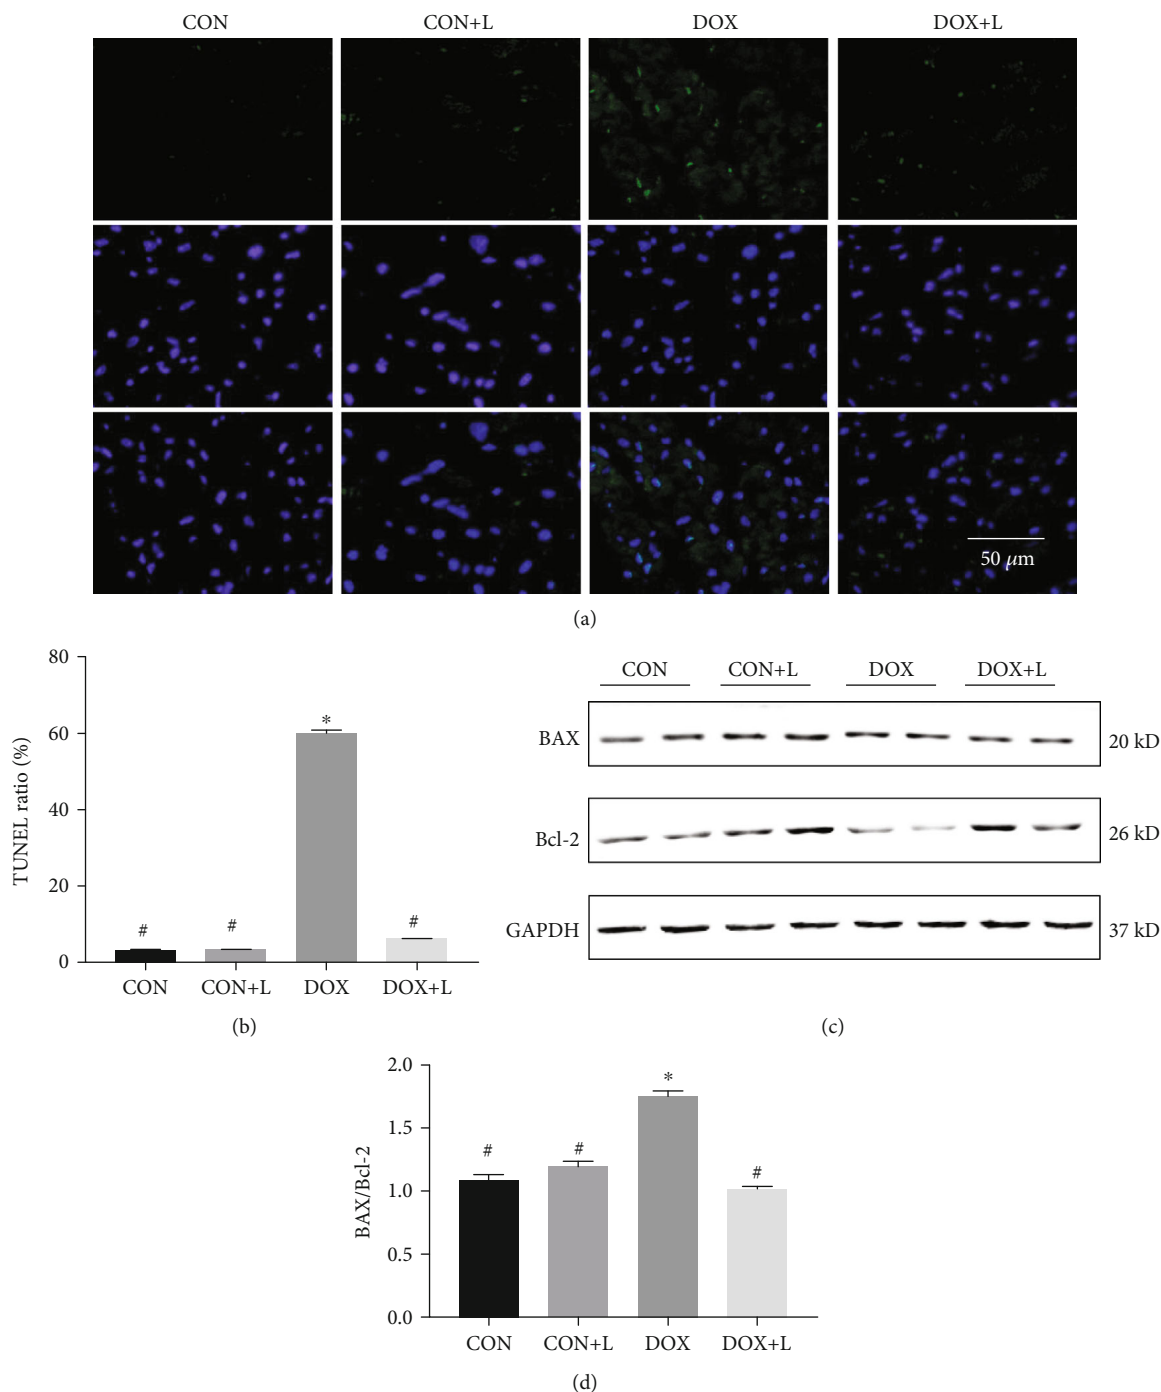 CON CON+L DOX DOX+L
50 μm
(a)
80
60
40
20
0
TUNEL ratio (%)
*
# # #
CON CON+L DOX DOX+L
(b)
CON CON+L DOX DOX+L
BAX 20 kD
Bcl-2 26 kD
GAPDH 37 kD
(c)
2.0
1.5
1.0
0.5
0.0
BAX/Bcl-2
*
# # #
CON CON+L DOX DOX+L
(d)